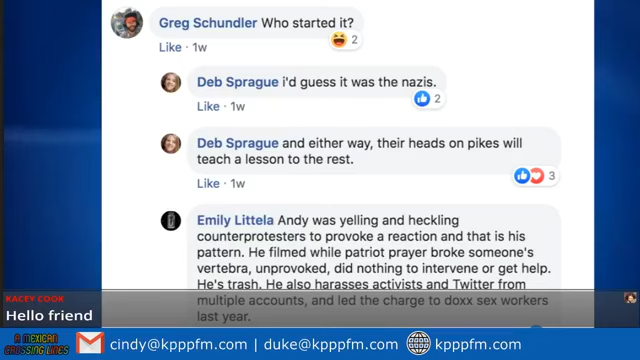 Greg Schundler Who started it?
2
Like · 1w
Deb Sprague i'd guess it was the nazis.
2
Like · 1w
Deb Sprague and either way, their heads on pikes will
teach a lesson to the rest.
3
Like · 1w
Emily Littela Andy was yelling and heckling
counterprotesters to provoke a reaction and that is his
pattern. He filmed while patriot prayer broke someone's
vertebra, unprovoked, did nothing to intervene or get help.
He's trash. He also harasses activists and Twitter from
multiple accounts, and led the charge to doxx sex workers
last year.
KACEY COOK
Hello friend
A MEXICAN
CROSSING LINES
cindy@kpppfm.com | duke@kpppfm.com kpppfm.com